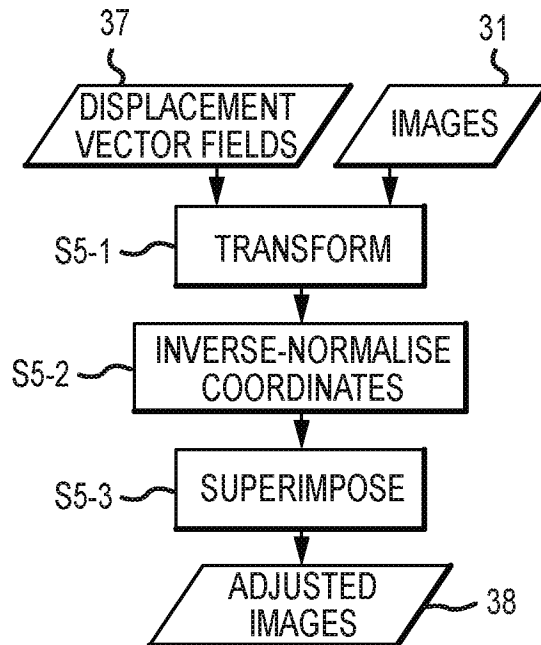 37
31
DISPLACEMENT
VECTOR FIELDS
IMAGES
S5-1
TRANSFORM
S5-2
INVERSE-NORMALISE
COORDINATES
S5-3
SUPERIMPOSE
ADJUSTED
IMAGES
38